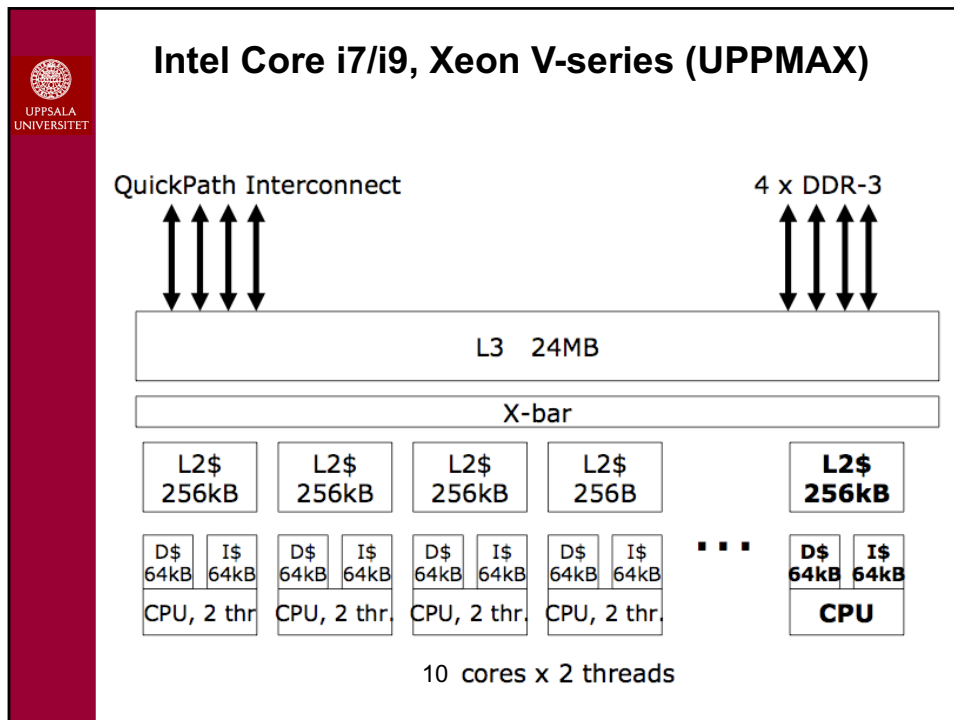 Intel Core i7/i9, Xeon V-series (UPPMAX)
UPPSALA
UNIVERSITET
QuickPath Interconnect
4 x DDR-3
L3 24MB
X-bar
L2$
256kB
L2$
256kB
L2$
256kB
L2$
256B
L2$
256kB
D$
64kB
I$
64kB
D$
64kB
I$
64kB
D$
64kB
I$
64kB
D$
64kB
I$
64kB
...
D$
64kB
I$
64kB
CPU, 2 thr
CPU, 2 thr.
CPU, 2 thr.
CPU, 2 thr.
CPU
10 cores x 2 threads